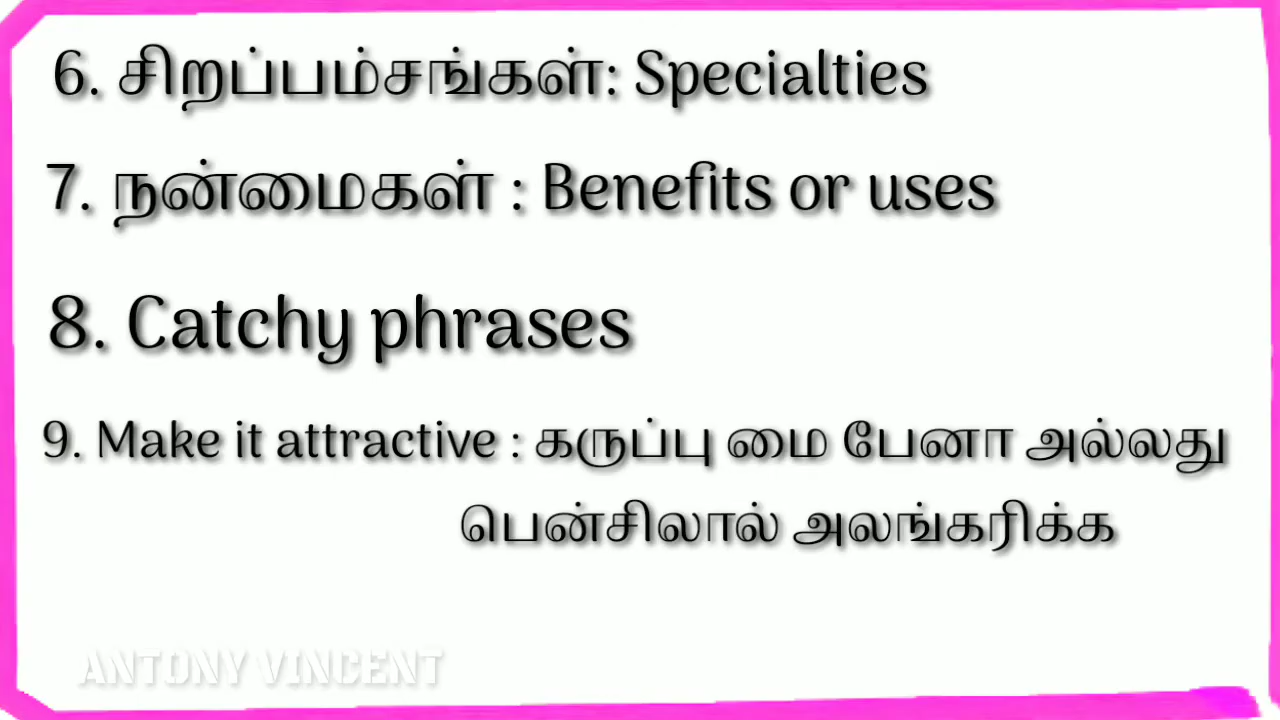 6. சிறப்பம்சங்கள்: Specialties
7. நன்மைகள் : Benefits or uses
8. Catchy phrases
9. Make it attractive : கருப்பு மை பேனா அல்லது
பென்சிலால் அலங்கரிக்க
ANTONY VINCENT